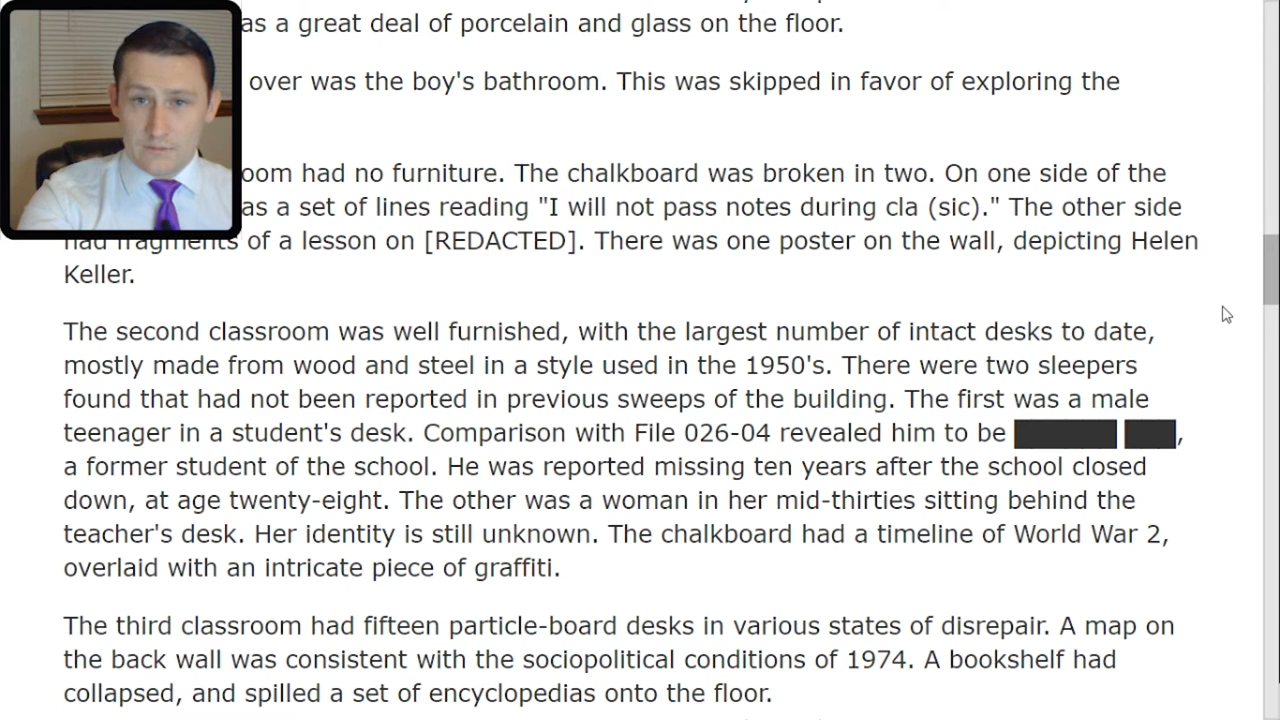 as a great deal of porcelain and glass on the floor.
over was the boy's bathroom. This was skipped in favor of exploring the
oom had no furniture. The chalkboard was broken in two. On one side of the
as a set of lines reading "I will not pass notes during cla (sic)." The other side
had fragments of a lesson on [REDACTED]. There was one poster on the wall, depicting Helen
Keller.
The second classroom was well furnished, with the largest number of intact desks to date,
mostly made from wood and steel in a style used in the 1950's. There were two sleepers
found that had not been reported in previous sweeps of the building. The first was a male
teenager in a student's desk. Comparison with File 026-04 revealed him to be ██████ ███,
a former student of the school. He was reported missing ten years after the school closed
down, at age twenty-eight. The other was a woman in her mid-thirties sitting behind the
teacher's desk. Her identity is still unknown. The chalkboard had a timeline of World War 2,
overlaid with an intricate piece of graffiti.
The third classroom had fifteen particle-board desks in various states of disrepair. A map on
the back wall was consistent with the sociopolitical conditions of 1974. A bookshelf had
collapsed, and spilled a set of encyclopedias onto the floor.